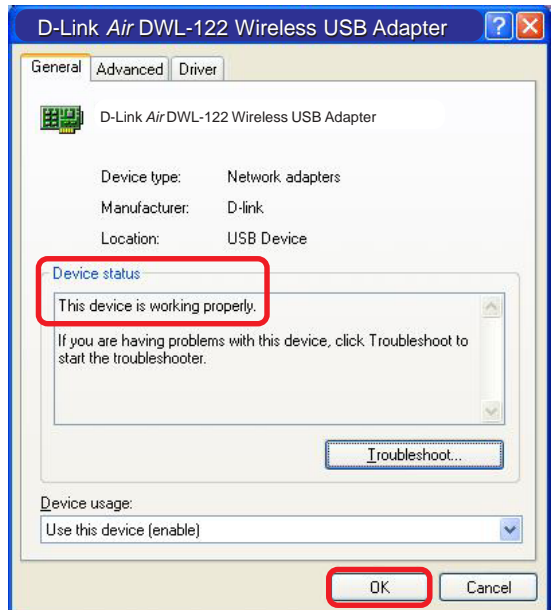 D-Link Air DWL-122 Wireless USB Adapter
General Advanced Driver
D-Link Air DWL-122 Wireless USB Adapter
Device type: Network adapters
Manufacturer: D-link
Location: USB Device
Device status
This device is working properly.
If you are having problems with this device, click Troubleshoot to
start the troubleshooter.
Troubleshoot...
Device usage:
Use this device (enable)
OK Cancel